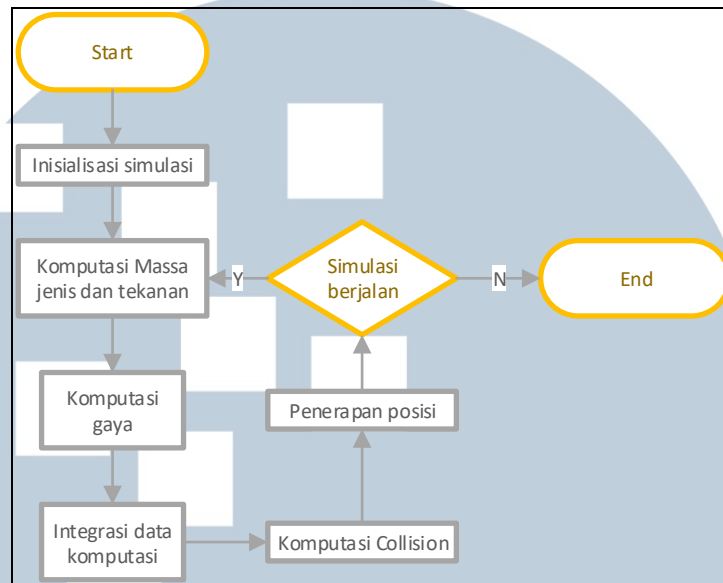 Start
Inisialisasi simulasi
Komputasi Massa
jenis dan tekanan
Y
Simulasi
berjalan
N
End
Komputasi
gaya
Penerapan posisi
Integrasi data
komputasi
Komputasi Collision